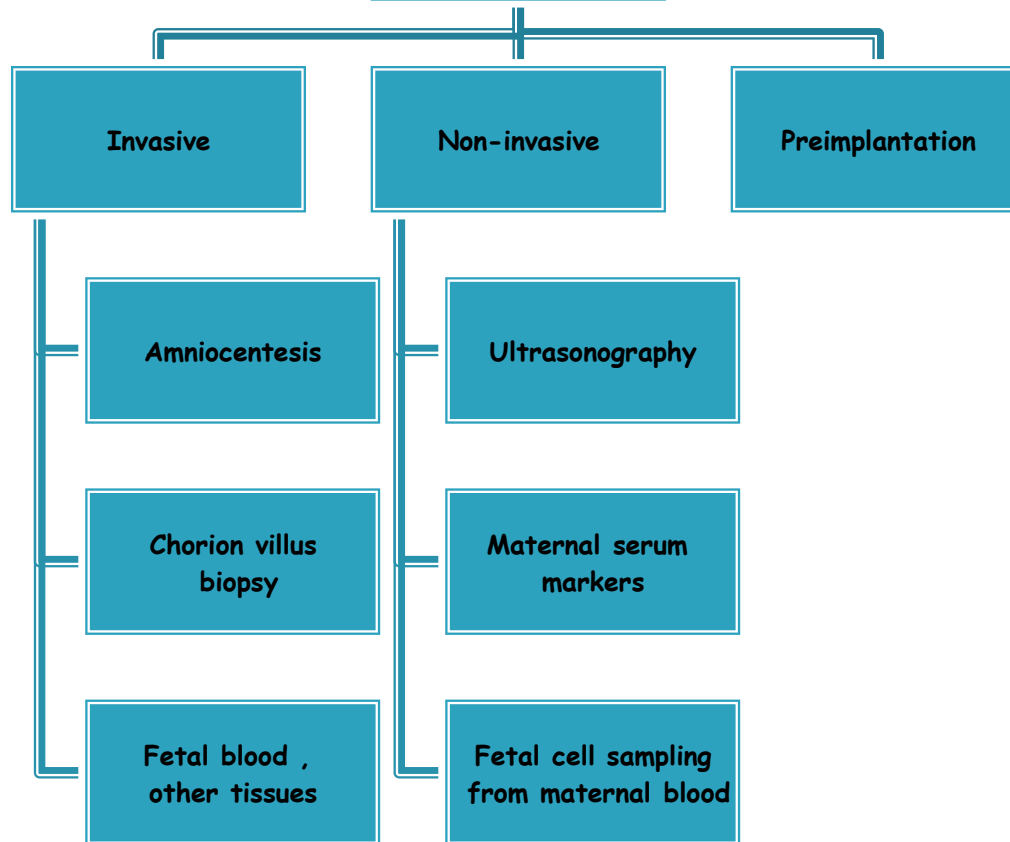 Invasive
Non-invasive
Preimplantation
Amniocentesis
Ultrasonography
Chorion villus
biopsy
Maternal serum
markers
Fetal blood ,
other tissues
Fetal cell sampling
from maternal blood